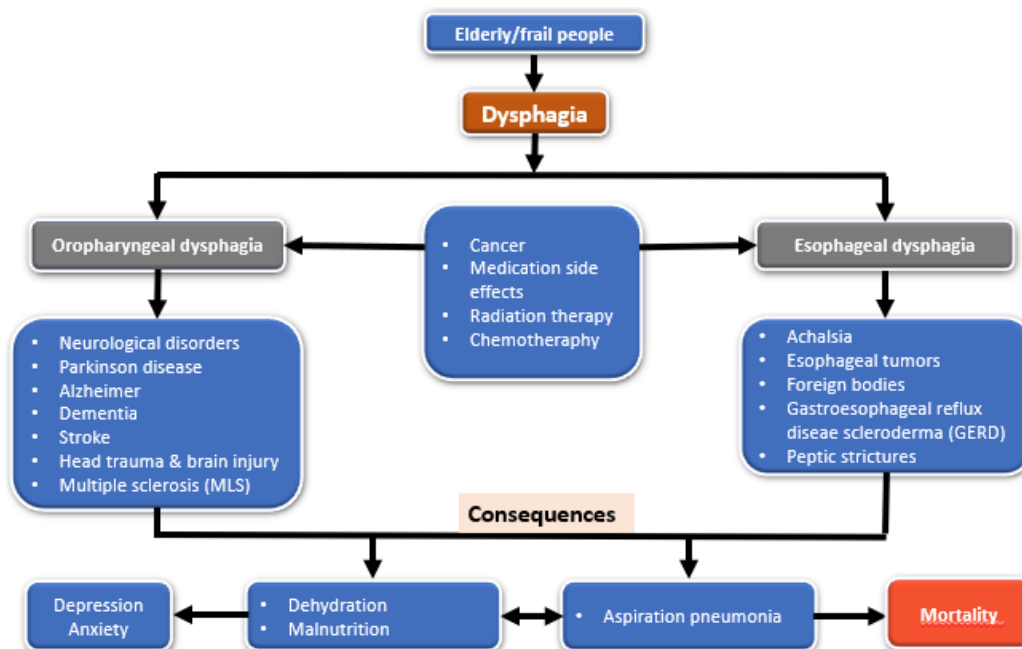 Elderly/frail people
Dysphagia
Oropharyngeal dysphagia
• Cancer
• Medication side
effects
• Radiation therapy
• Chemotheraphy
Esophageal dysphagia
• Neurological disorders
• Parkinson disease
• Alzheimer
• Dementia
• Stroke
• Head trauma & brain injury
• Multiple sclerosis (MLS)
• Achalsia
• Esophageal tumors
• Foreign bodies
• Gastroesophageal reflux
diseae scleroderma (GERD)
• Peptic strictures
Consequences
Depression
Anxiety
• Dehydration
• Malnutrition
• Aspiration pneumonia
Mortality